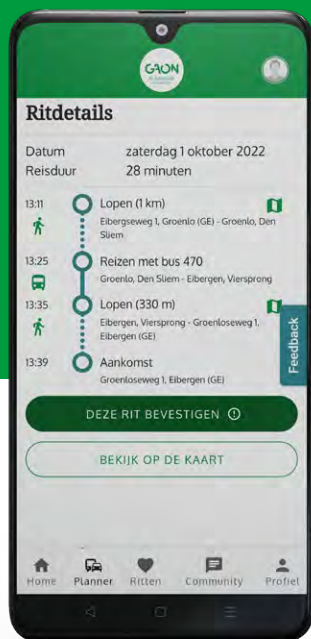 GAON
Ritdetails
Datum zaterdag 1 oktober 2022
Reisduur 28 minuten
13:11 Lopen (1 km)
Eibergseweg 1, Groenlo (GE) - Groenlo, Den
Sliem
13:25 Reizen met bus 470
Groenlo, Den Sliem - Eibergen, Viersprong
13:35 Lopen (330 m)
Eibergen, Viersprong - Groenloseweg 1,
Eibergen (GE)
13:39 Aankomst
Groenloseweg 1, Eibergen (GE)
Feedback
DEZE RIT BEVESTIGEN
BEKIJK OP DE KAART
Home Planner Ritten Community Profiel